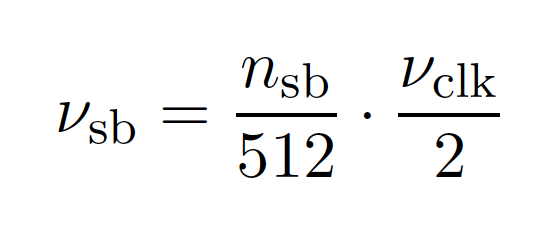 ν_sb = n_sb/512 · ν_clk/2